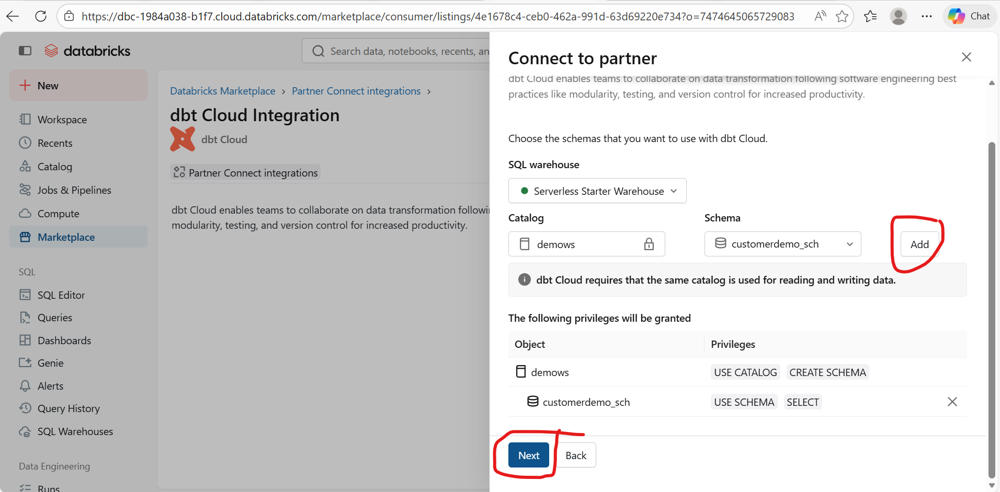 https://dbc-1984a038-b1f7.cloud.databricks.com/marketplace/consumer/listings/4e1678c4-ceb0-462a-991d-63d69220e734?o=7474645065729083
Chat
databricks
Search data, notebooks, recents, an
New
Workspace
Recents
Catalog
Jobs & Pipelines
Compute
Marketplace
SQL
SQL Editor
Queries
Dashboards
Genie
Alerts
Query History
SQL Warehouses
Data Engineering
Runs
Databricks Marketplace > Partner Connect integrations >
dbt Cloud Integration
dbt Cloud
Partner Connect integrations
dbt Cloud enables teams to collaborate on data transformation followi
modularity, testing, and version control for increased productivity.
Connect to partner
dbt Cloud enables teams to collaborate on data transformation following software engineering best
practices like modularity, testing, and version control for increased productivity.
Choose the schemas that you want to use with dbt Cloud.
SQL warehouse
Serverless Starter Warehouse
Catalog Schema
demows customerdemo_sch Add
dbt Cloud requires that the same catalog is used for reading and writing data.
The following privileges will be granted
Object Privileges
demows USE CATALOG CREATE SCHEMA
customerdemo_sch USE SCHEMA SELECT
Next Back